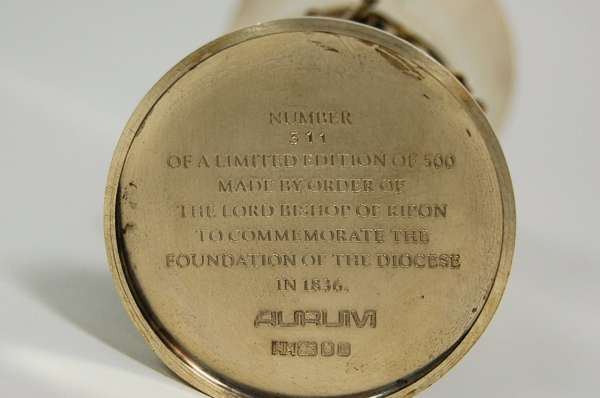 NUMBER
311
OF A LIMITED EDITION OF 500
MADE BY ORDER OF
THE LORD BISHOP OF RIPON
TO COMMEMORATE THE
FOUNDATION OF THE DIOCESE
IN 1836.
AURUM